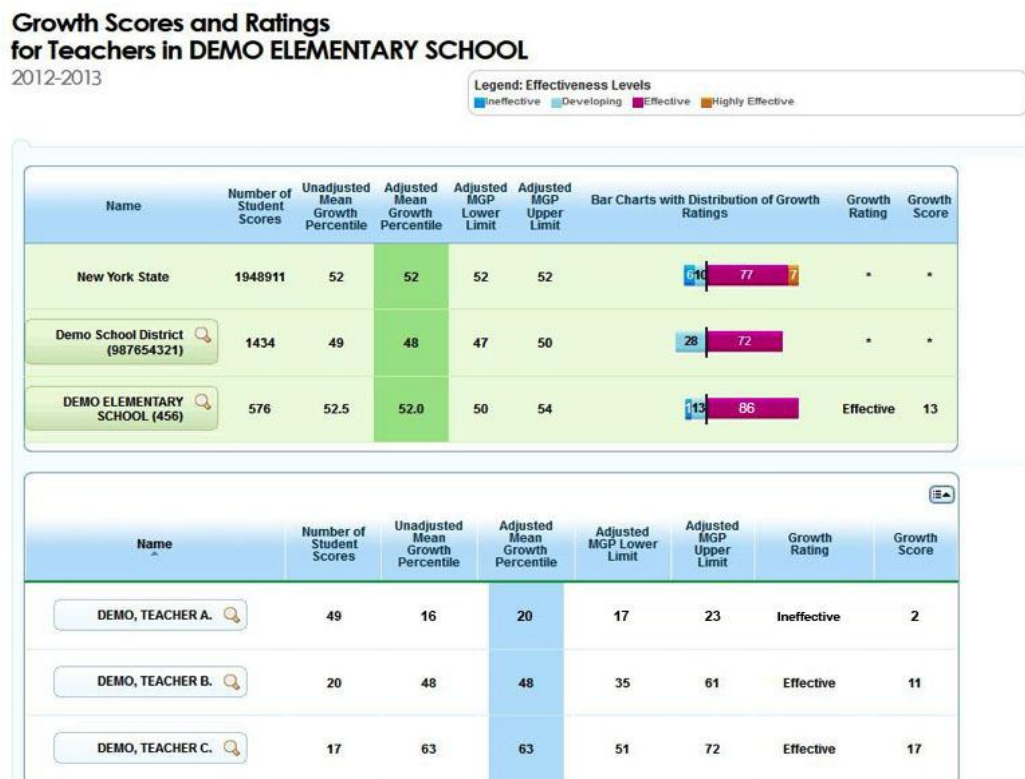 Growth Scores and Ratings
for Teachers in DEMO ELEMENTARY SCHOOL
2012-2013
Legend: Effectiveness Levels
Ineffective Developing Effective Highly Effective
Name
Number of
Student
Scores
Unadjusted
Mean
Growth
Percentile
Adjusted
Mean
Growth
Percentile
Adjusted
MGP
Lower
Limit
Adjusted
MGP
Upper
Limit
Bar Charts with Distribution of Growth
Ratings
Growth
Rating
Growth
Score
New York State 1948911 52 52 52 52 6 10 77 7 * *
Demo School District
(987654321)
1434 49 48 47 50 28 72 * *
DEMO ELEMENTARY
SCHOOL (456)
576 52.5 52.0 50 54 1 13 86 Effective 13
Name
Number of
Student
Scores
Unadjusted
Mean
Growth
Percentile
Adjusted
Mean
Growth
Percentile
Adjusted
MGP Lower
Limit
Adjusted
MGP
Upper
Limit
Growth
Rating
Growth
Score
DEMO, TEACHER A. 49 16 20 17 23 Ineffective 2
DEMO, TEACHER B. 20 48 48 35 61 Effective 11
DEMO, TEACHER C. 17 63 63 51 72 Effective 17